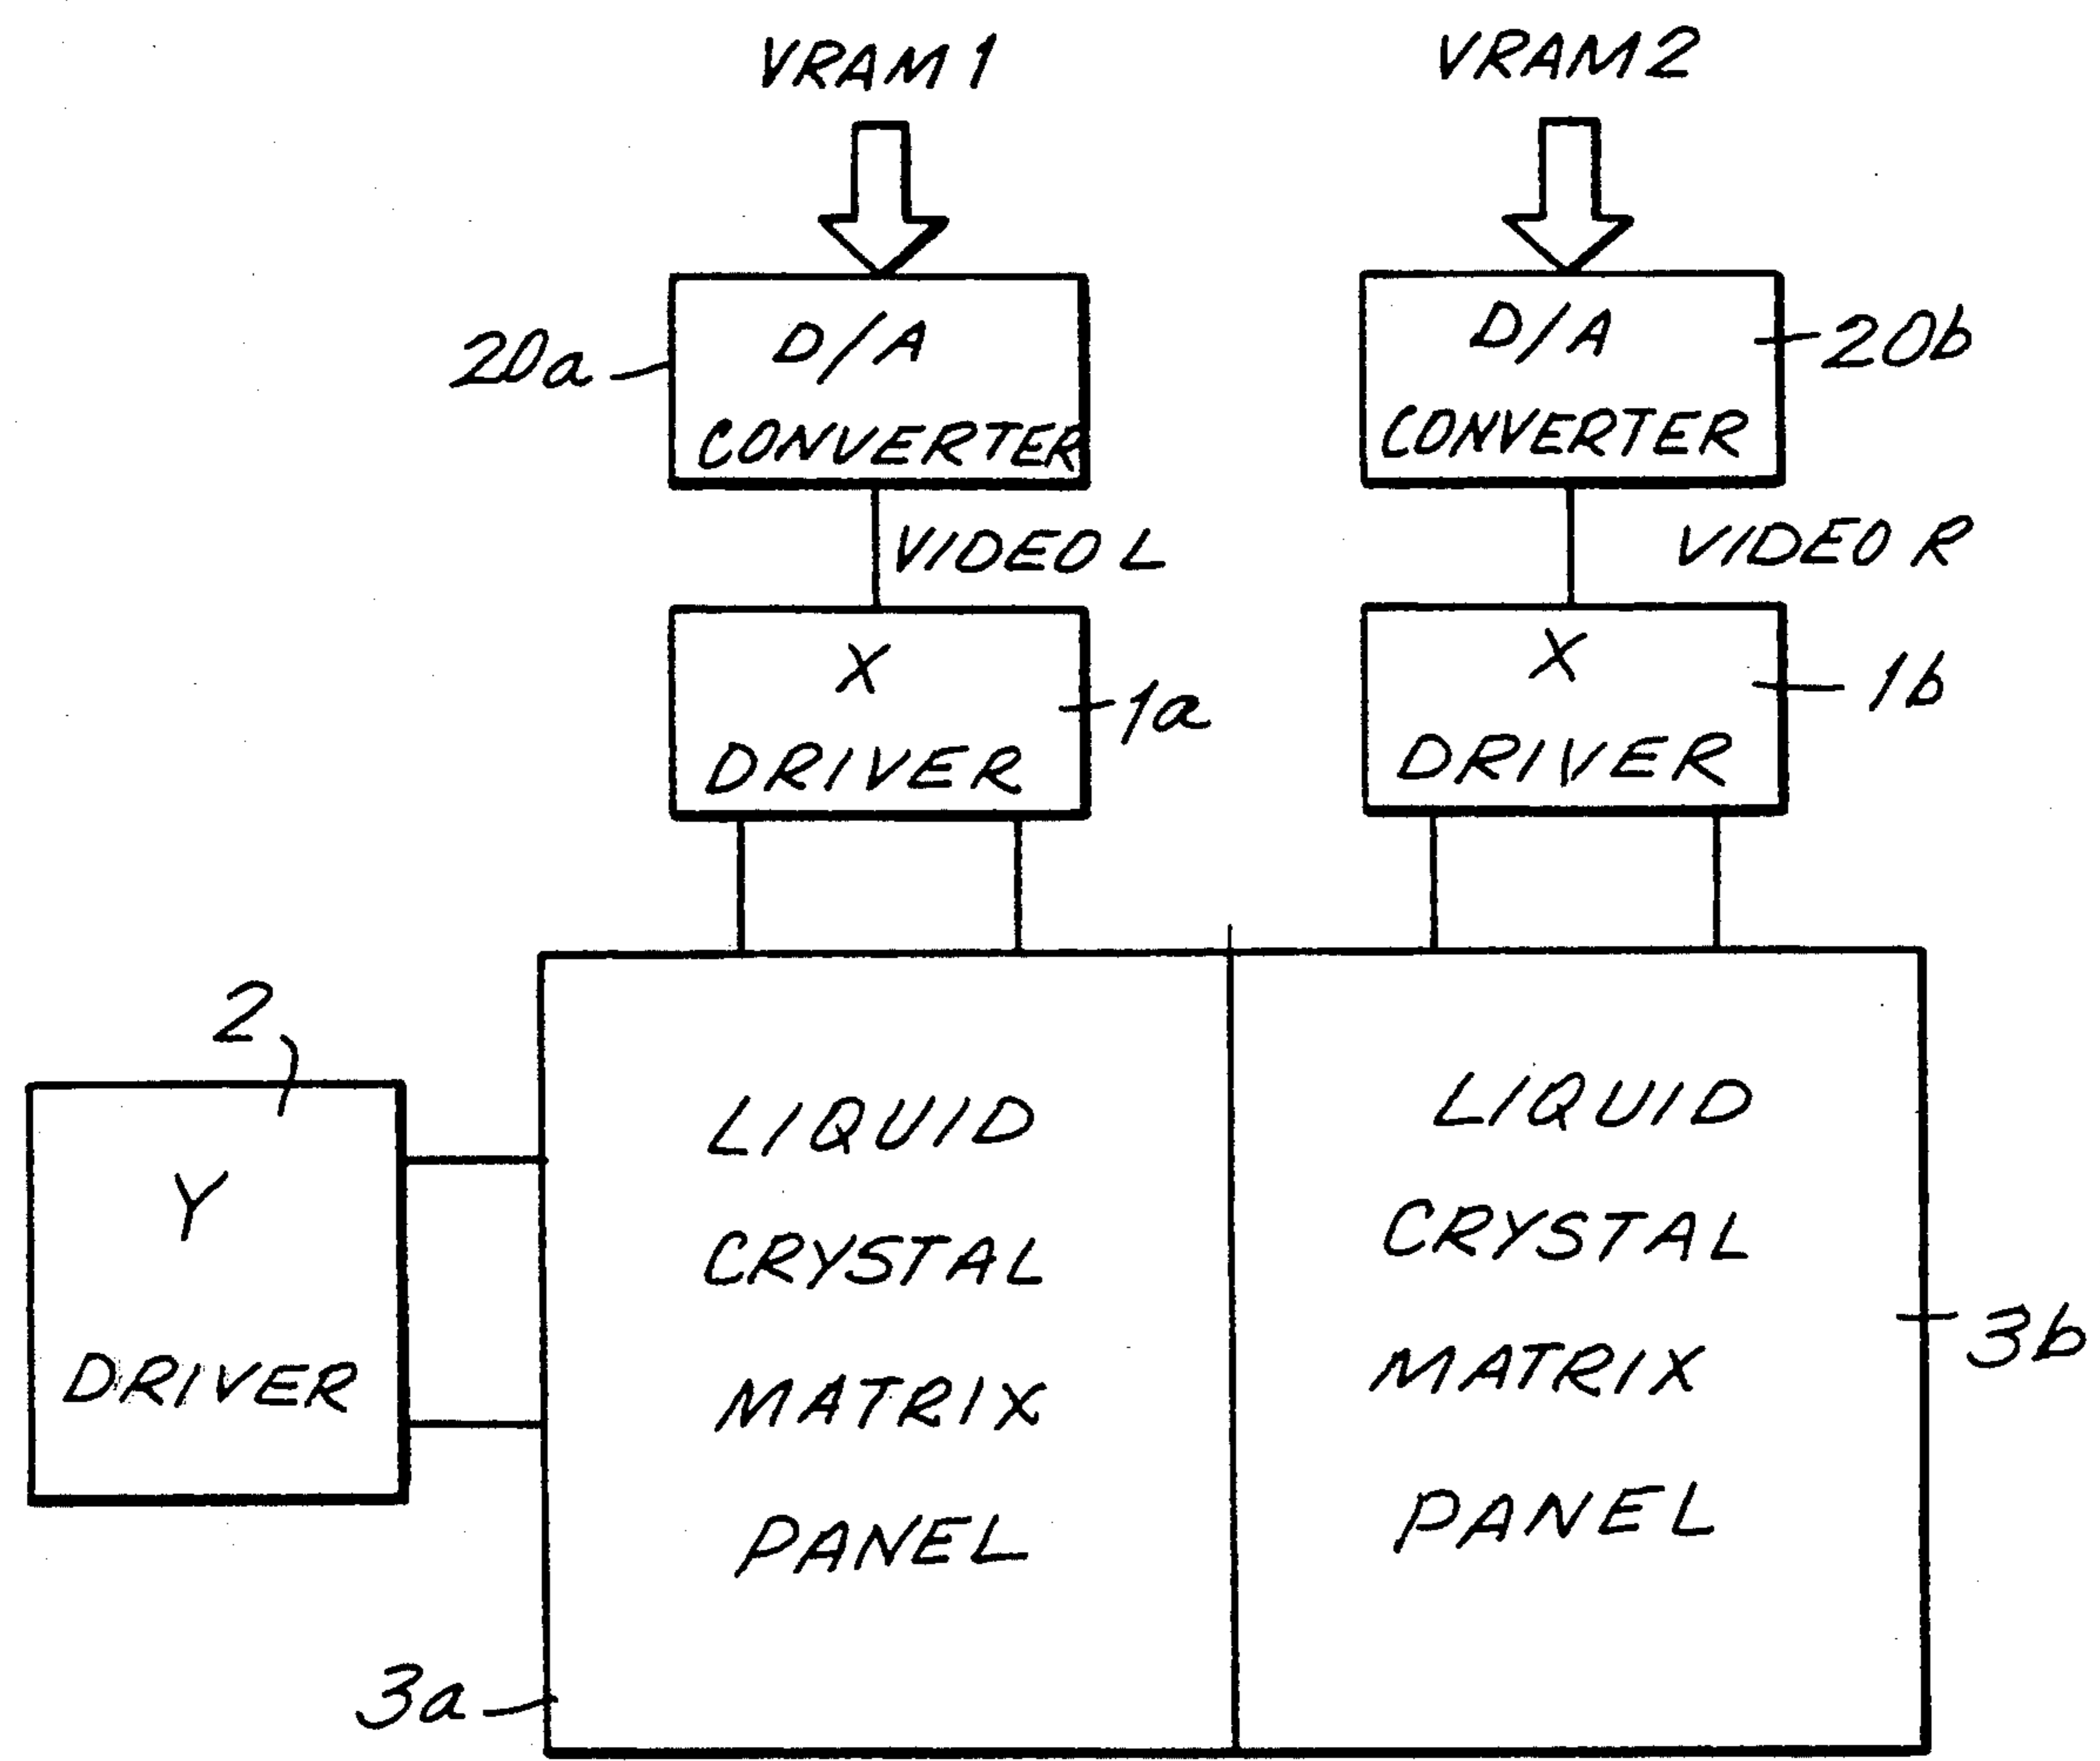 VRAM 1
VRAM 2
20a
D/A
CONVERTER
D/A
CONVERTER
20b
VIDEO L
VIDEO R
X
DRIVER
1a
X
DRIVER
1b
2
Y
DRIVER
LIQUID
CRYSTAL
MATRIX
PANEL
3a
LIQUID
CRYSTAL
MATRIX
PANEL
3b